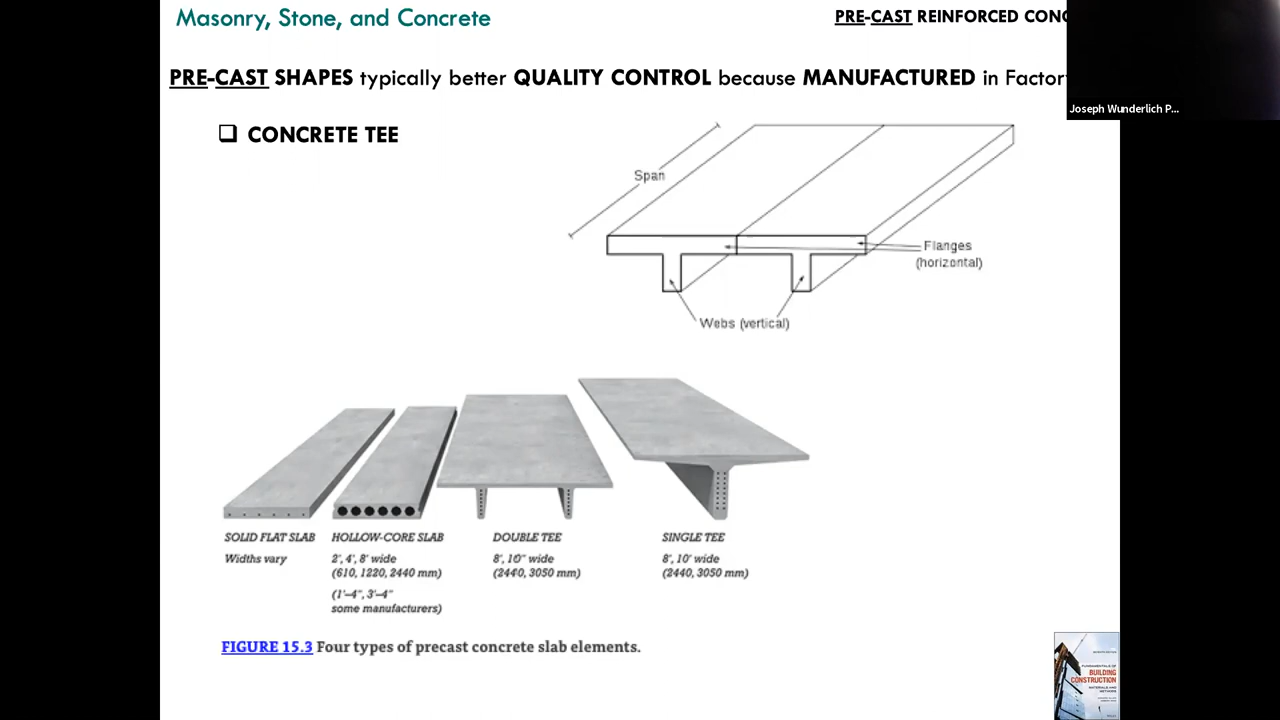 Masonry, Stone, and Concrete
PRE-CAST REINFORCED CONC
PRE-CAST SHAPES typically better QUALITY CONTROL because MANUFACTURED in Factor
Joseph Wunderlich P...
❑ CONCRETE TEE
Span
Flanges
(horizontal)
Webs (vertical)
SOLID FLAT SLAB
Widths vary
HOLLOW-CORE SLAB
2', 4', 8' wide
(610, 1220, 2440 mm)
(1'–4", 3'–4"
some manufacturers)
DOUBLE TEE
8', 10" wide
(2440, 3050 mm)
SINGLE TEE
8', 10' wide
(2440, 3050 mm)
FIGURE 15.3 Four types of precast concrete slab elements.
FUNDAMENTALS OF
BUILDING
CONSTRUCTION
MATERIALS AND
METHODS